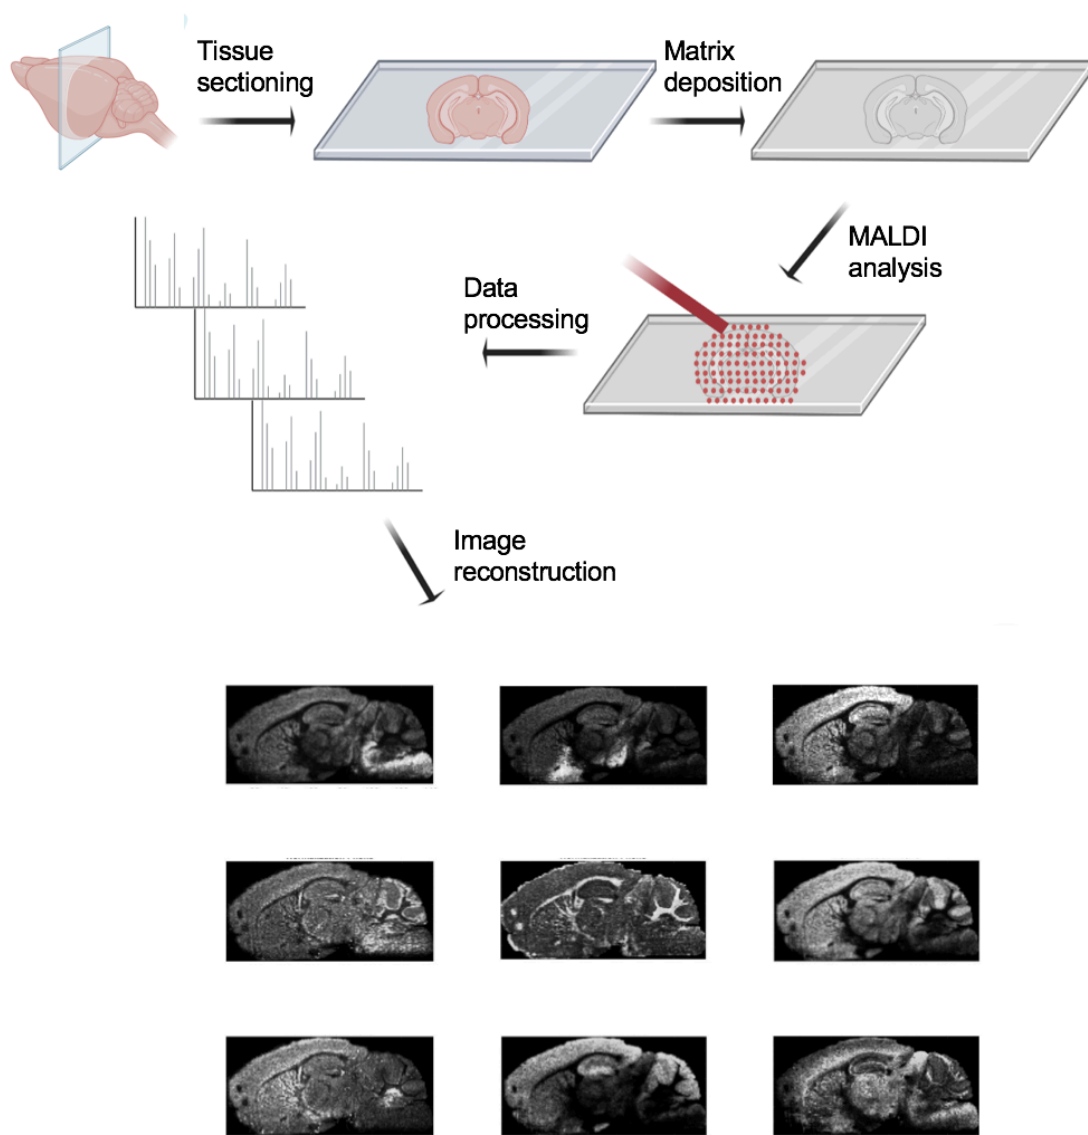 Tissue
sectioning
Matrix
deposition
MALDI
analysis
Data
processing
Image
reconstruction